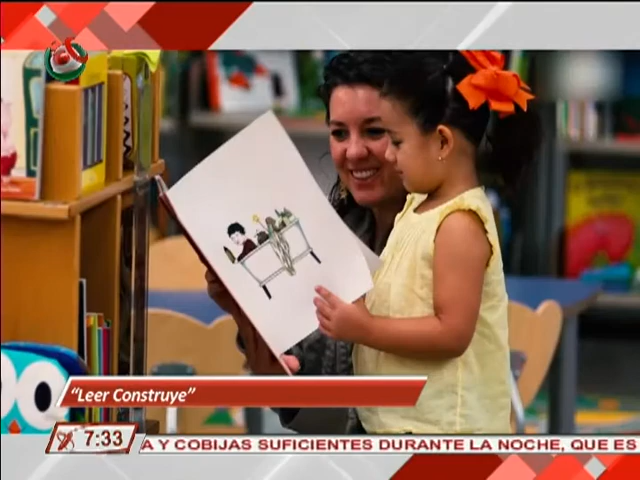 “Leer Construye”
7:33
A Y COBIJAS SUFICIENTES DURANTE LA NOCHE, QUE ES